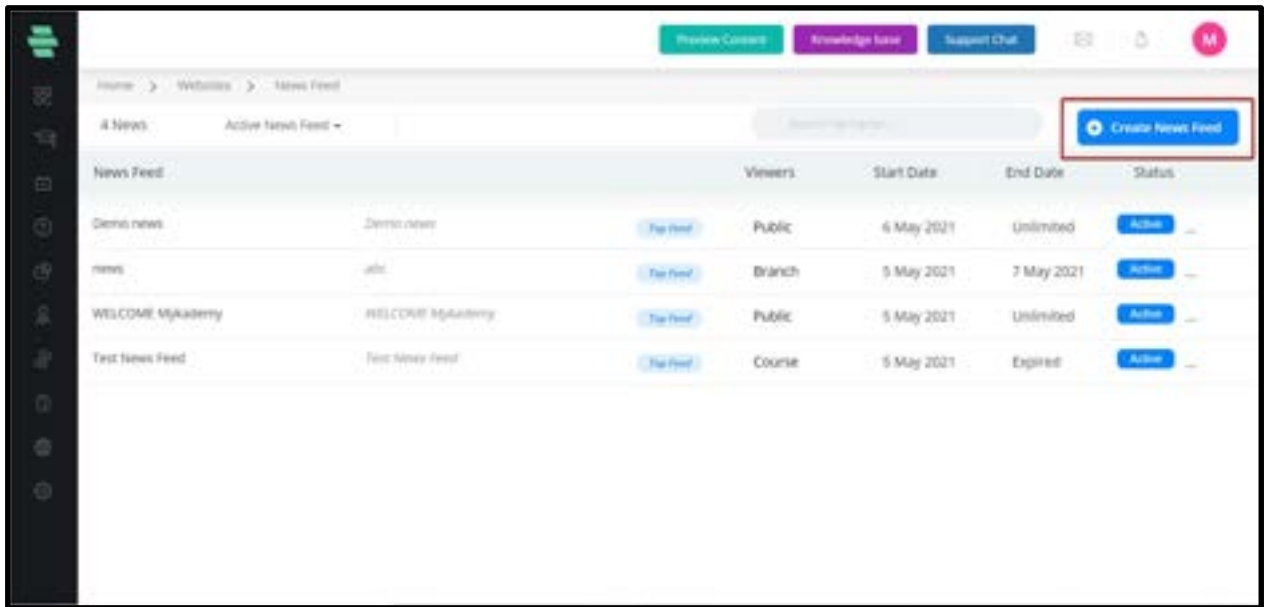 Preview Content Knowledge base Support Chat M
Home > Websites > News Feed
4 News Active News Feed Search by name... Create News Feed
News Feed Viewers Start Date End Date Status
Demo news Demo news Top Feed Public 6 May 2021 Unlimited Active ...
news abc Top Feed Branch 5 May 2021 7 May 2021 Active ...
WELCOME Mykademy WELCOME Mykademy Top Feed Public 5 May 2021 Unlimited Active ...
Test News Feed Test News Feed Top Feed Course 5 May 2021 Expired Active ...